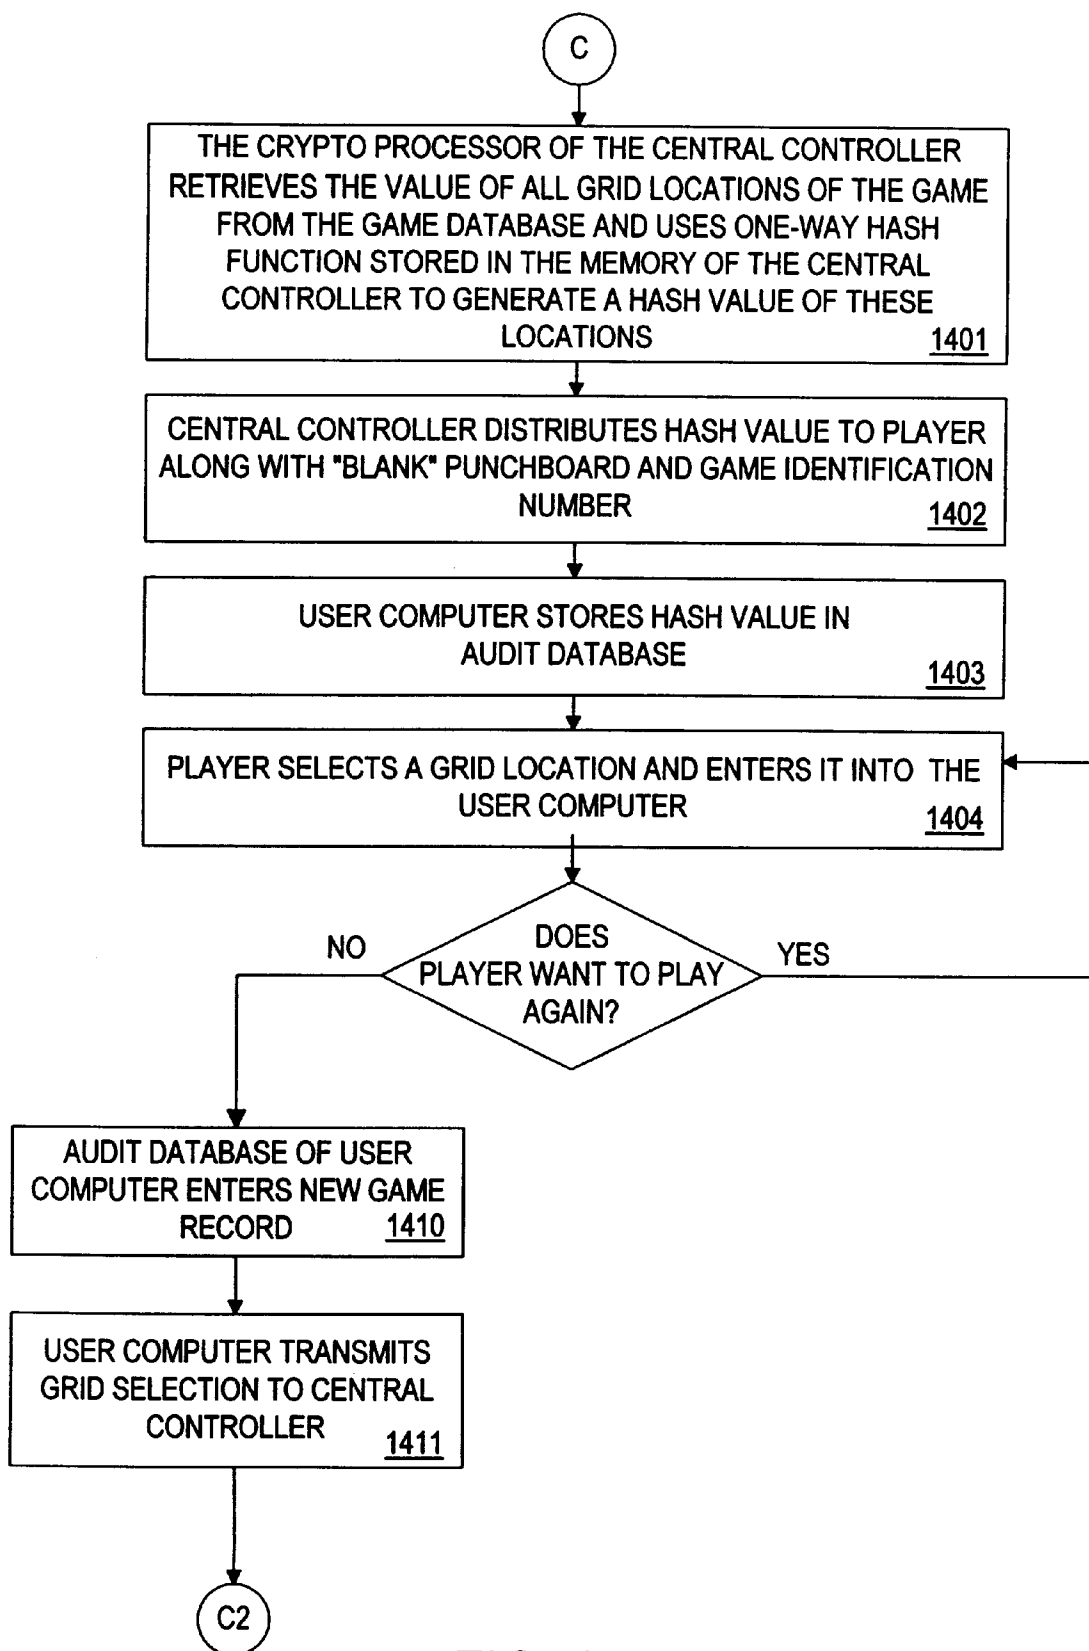 C
THE CRYPTO PROCESSOR OF THE CENTRAL CONTROLLER
RETRIEVES THE VALUE OF ALL GRID LOCATIONS OF THE GAME
FROM THE GAME DATABASE AND USES ONE-WAY HASH
FUNCTION STORED IN THE MEMORY OF THE CENTRAL
CONTROLLER TO GENERATE A HASH VALUE OF THESE
LOCATIONS
1401
CENTRAL CONTROLLER DISTRIBUTES HASH VALUE TO PLAYER
ALONG WITH "BLANK" PUNCHBOARD AND GAME IDENTIFICATION
NUMBER
1402
USER COMPUTER STORES HASH VALUE IN
AUDIT DATABASE
1403
PLAYER SELECTS A GRID LOCATION AND ENTERS IT INTO THE
USER COMPUTER
1404
DOES
PLAYER WANT TO PLAY
AGAIN?
NO
YES
AUDIT DATABASE OF USER
COMPUTER ENTERS NEW GAME
RECORD
1410
USER COMPUTER TRANSMITS
GRID SELECTION TO CENTRAL
CONTROLLER
1411
C2